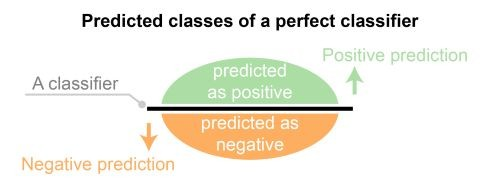 Predicted classes of a perfect classifier
Positive prediction
A classifier
predicted
as positive
predicted as
negative
Negative prediction